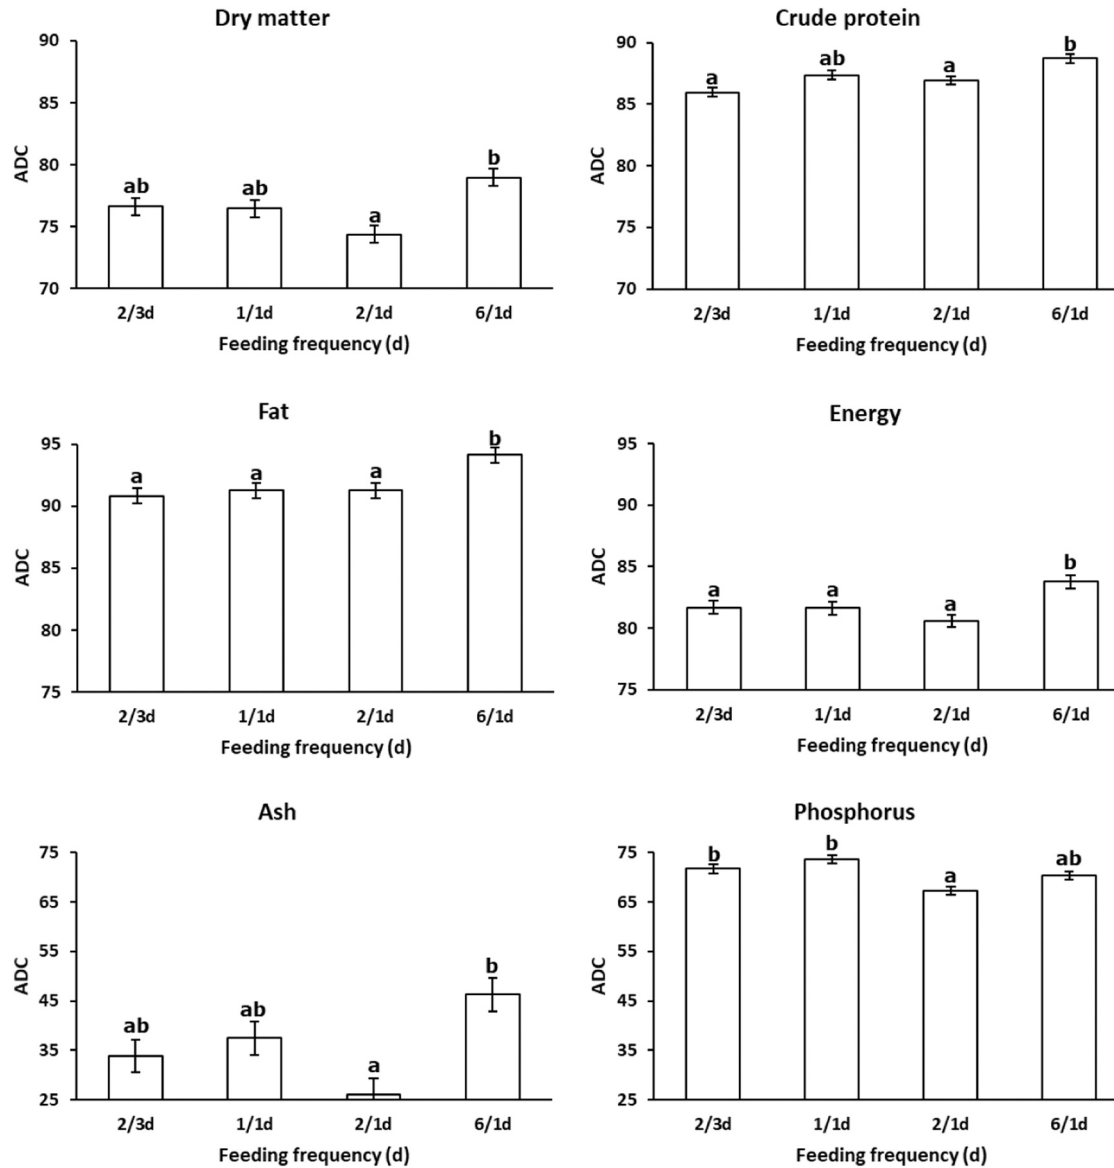 Dry matter
90
85
80
75
70
ADC
ab
ab
a
b
2/3d 1/1d 2/1d 6/1d
Feeding frequency (d)
Crude protein
90
85
80
75
70
ADC
a
ab
a
b
2/3d 1/1d 2/1d 6/1d
Feeding frequency (d)
Fat
95
90
85
80
75
ADC
a
a
a
b
2/3d 1/1d 2/1d 6/1d
Feeding frequency (d)
Energy
95
90
85
80
75
ADC
a
a
a
b
2/3d 1/1d 2/1d 6/1d
Feeding frequency (d)
Ash
75
65
55
45
35
25
ADC
ab
ab
a
b
2/3d 1/1d 2/1d 6/1d
Feeding frequency (d)
Phosphorus
75
65
55
45
35
25
ADC
b
b
a
ab
2/3d 1/1d 2/1d 6/1d
Feeding frequency (d)